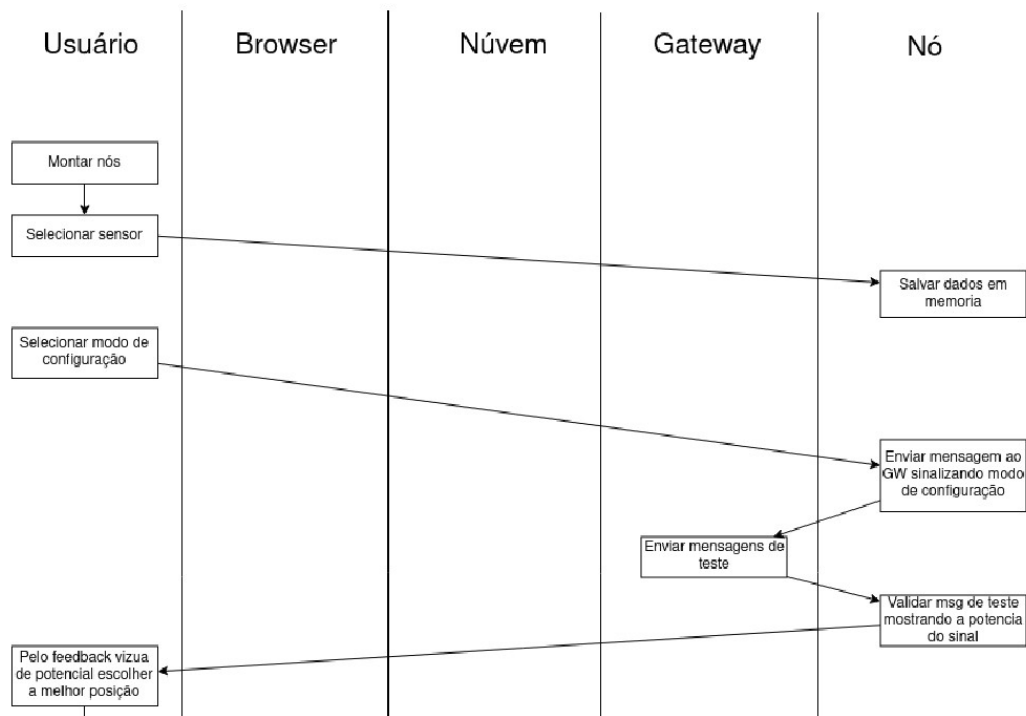 Usuário
Browser
Núvem
Gateway
Nó
Montar nós
Selecionar sensor
Salvar dados em
memoria
Selecionar modo de
configuração
Enviar mensagem ao
GW sinalizando modo
de configuração
Enviar mensagens de
teste
Validar msg de teste
mostrando a potencia
do sinal
Pelo feedback vizua
de potencial escolher
a melhor posição